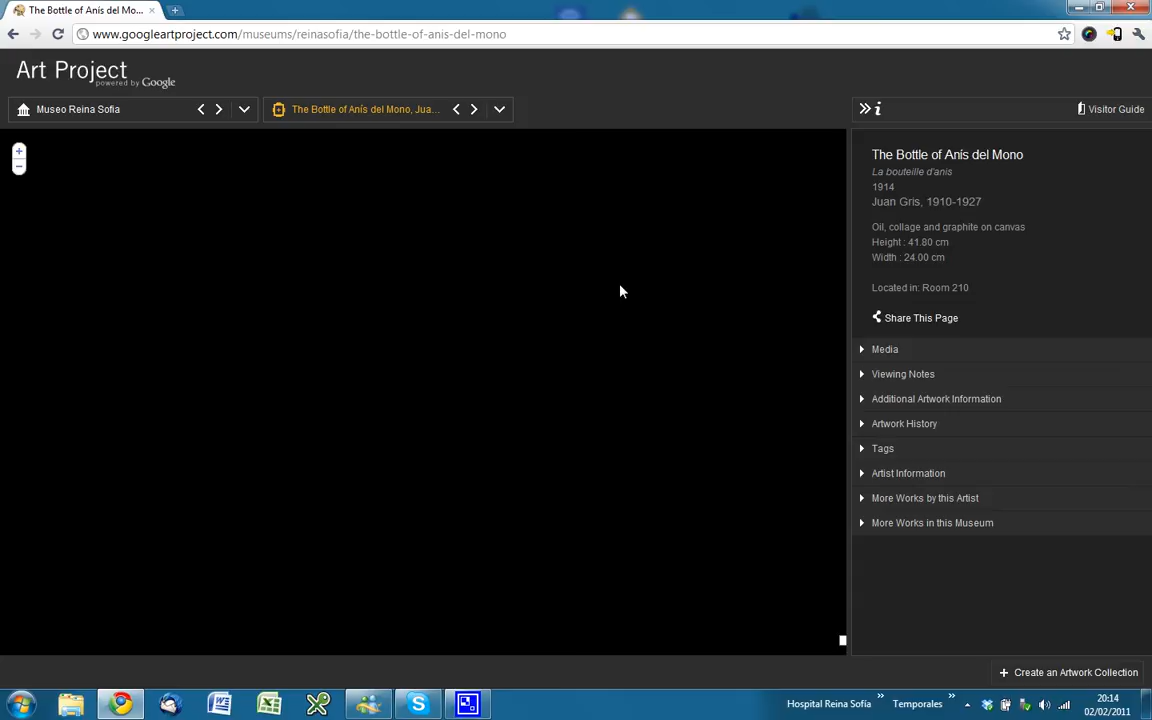 The Bottle of Anís del Mo...
www.googleartproject.com/museums/reinasofia/the-bottle-of-anis-del-mono
Art Project
powered by Google
Museo Reina Sofia
The Bottle of Anís del Mono, Jua...
Visitor Guide
The Bottle of Anís del Mono
La bouteille d'anis
1914
Juan Gris, 1910-1927
Oil, collage and graphite on canvas
Height : 41.80 cm
Width : 24.00 cm
Located in: Room 210
Share This Page
Media
Viewing Notes
Additional Artwork Information
Artwork History
Tags
Artist Information
More Works by this Artist
More Works in this Museum
+ Create an Artwork Collection
Hospital Reina Sofía
Temporales
20:14
02/02/2011